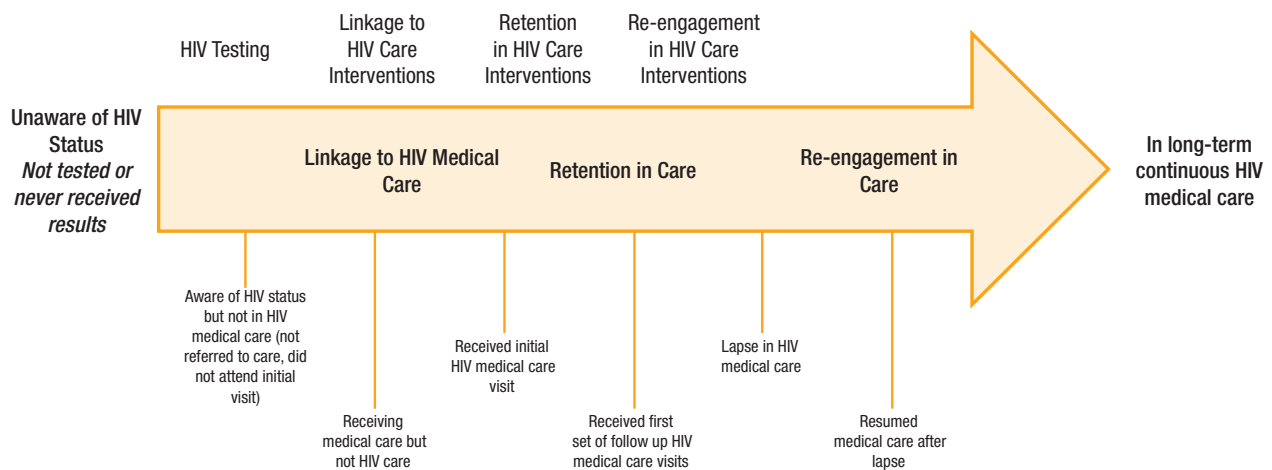 HIV Testing
Linkage to
HIV Care
Interventions
Retention
in HIV Care
Interventions
Re-engagement
in HIV Care
Interventions
Unaware of HIV
Status
Not tested or
never received
results
Linkage to HIV Medical
Care
Retention in Care
Re-engagement in
Care
In long-term
continuous HIV
medical care
Aware of HIV status
but not in HIV
medical care (not
referred to care, did
not attend initial
visit)
Receiving
medical care but
not HIV care
Received initial
HIV medical care
visit
Received first
set of follow up HIV
medical care visits
Lapse in HIV
medical care
Resumed
medical care after
lapse